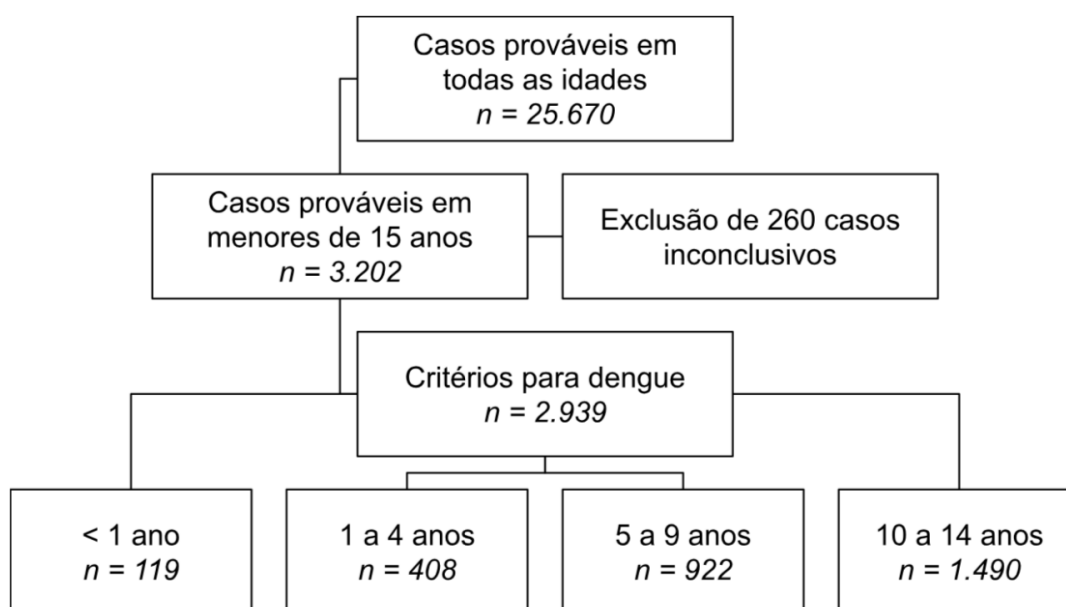 Casos prováveis em
todas as idades
n = 25.670
Casos prováveis em
menores de 15 anos
n = 3.202
Exclusão de 260 casos
inconclusivos
Critérios para dengue
n = 2.939
< 1 ano
n = 119
1 a 4 anos
n = 408
5 a 9 anos
n = 922
10 a 14 anos
n = 1.490